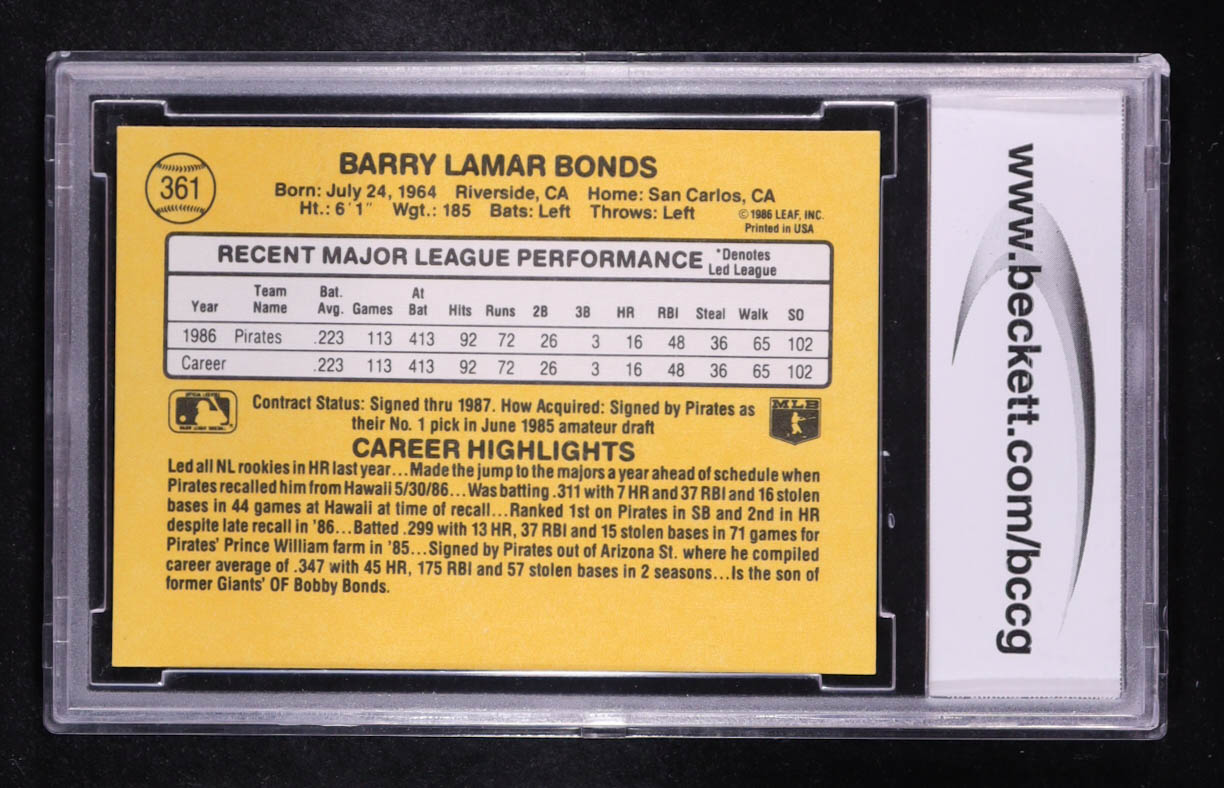 361
BARRY LAMAR BONDS
Born: July 24, 1964 Riverside, CA Home: San Carlos, CA
Ht.: 6'1" Wgt.: 185 Bats: Left Throws: Left
© 1986 LEAF, INC.
Printed in USA
RECENT MAJOR LEAGUE PERFORMANCE
*Denotes
Led League
Year Team Name Bat. Avg. Games At Bat Hits Runs 2B 3B HR RBI Steal Walk SO
1986 Pirates .223 113 413 92 72 26 3 16 48 36 65 102
Career .223 113 413 92 72 26 3 16 48 36 65 102
Contract Status: Signed thru 1987. How Acquired: Signed by Pirates as
their No. 1 pick in June 1985 amateur draft
MLB
CAREER HIGHLIGHTS
Led all NL rookies in HR last year...Made the jump to the majors a year ahead of schedule when
Pirates recalled him from Hawaii 5/30/86...Was batting .311 with 7 HR and 37 RBI and 16 stolen
bases in 44 games at Hawaii at time of recall...Ranked 1st on Pirates in SB and 2nd in HR
despite late recall in '86...Batted .299 with 13 HR, 37 RBI and 15 stolen bases in 71 games for
Pirates' Prince William farm in '85...Signed by Pirates out of Arizona St. where he compiled
career average of .347 with 45 HR, 175 RBI and 57 stolen bases in 2 seasons...Is the son of
former Giants' OF Bobby Bonds.
www.beckett.com/bccg